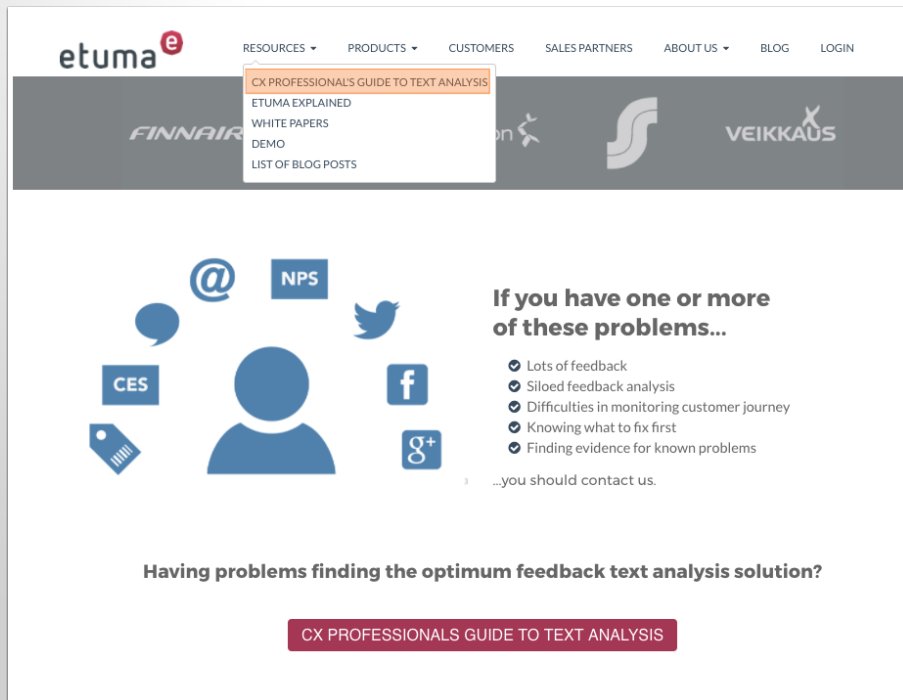 etuma e
RESOURCES PRODUCTS CUSTOMERS SALES PARTNERS ABOUT US BLOG LOGIN
CX PROFESSIONAL'S GUIDE TO TEXT ANALYSIS
ETUMA EXPLAINED
WHITE PAPERS
DEMO
LIST OF BLOG POSTS
FINNAIR
VEIKKAUS
@
NPS
CES
f
g+
If you have one or more
of these problems...
Lots of feedback
Siloed feedback analysis
Difficulties in monitoring customer journey
Knowing what to fix first
Finding evidence for known problems
3
...you should contact us.
Having problems finding the optimum feedback text analysis solution?
CX PROFESSIONALS GUIDE TO TEXT ANALYSIS